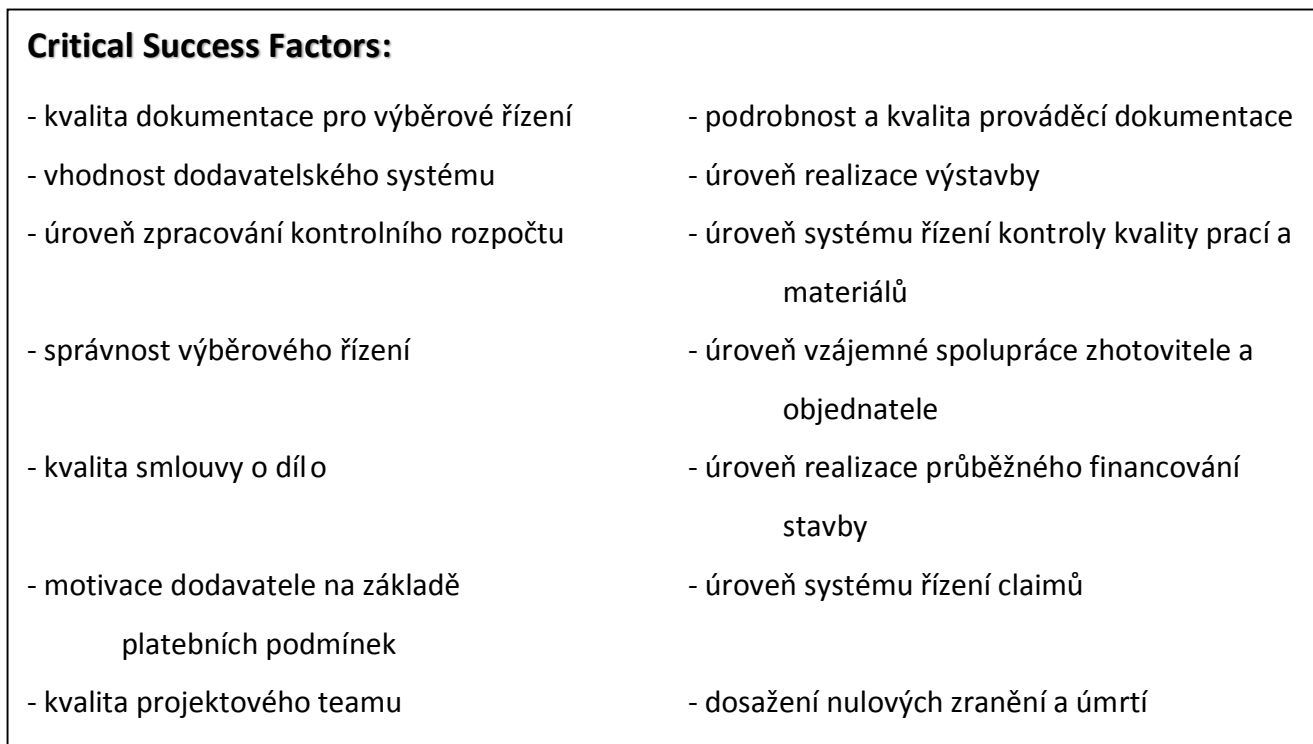 Critical Success Factors:
- kvalita dokumentace pro výběrové řízení
- podrobnost a kvalita prováděcí dokumentace
- vhodnost dodavatelského systému
- úroveň realizace výstavby
- úroveň zpracování kontrolního rozpočtu
- úroveň systému řízení kontroly kvality prací a
materiálů
- správnost výběrového řízení
- úroveň vzájemné spolupráce zhotovitele a
objednatele
- kvalita smlouvy o dílo
- úroveň realizace průběžného financování
stavby
- motivace dodavatele na základě
platebních podmínek
- úroveň systému řízení claimů
- kvalita projektového teamu
- dosažení nulových zranění a úmrtí